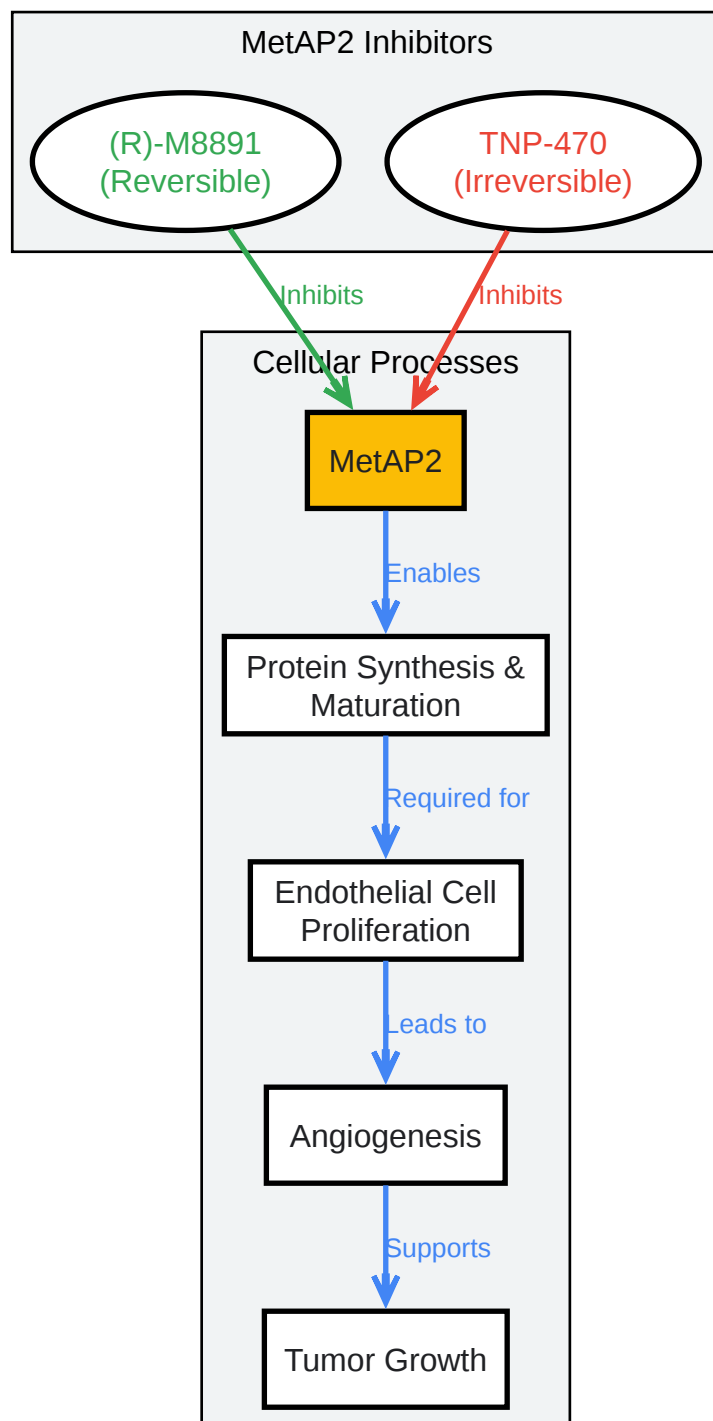 MetAP2 Inhibitors
(R)-M8891
(Reversible)
TNP-470
(Irreversible)
Inhibits
Inhibits
Cellular Processes
MetAP2
Enables
Protein Synthesis &
Maturation
Required for
Endothelial Cell
Proliferation
Leads to
Angiogenesis
Supports
Tumor Growth